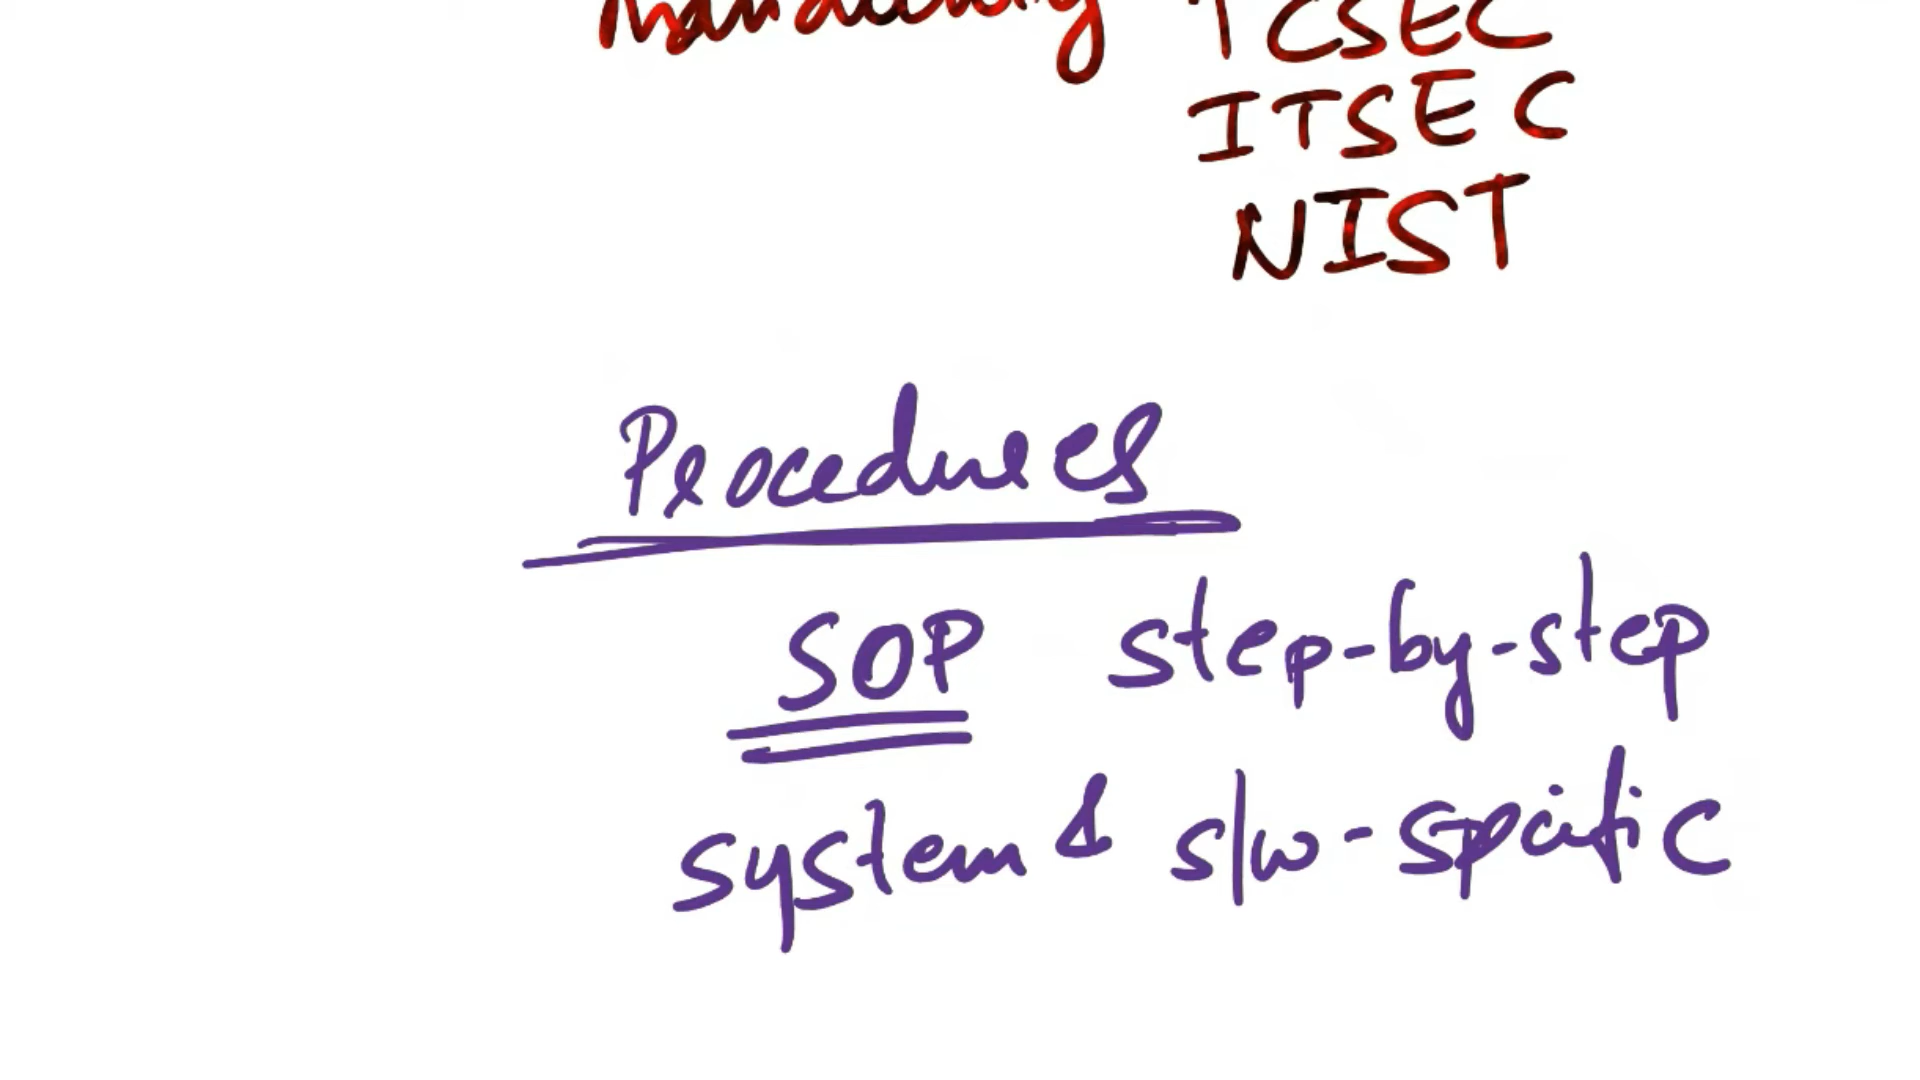 TCSEC
ITSEC
NIST
Procedures
SOP step-by-step
system & s/w-specific